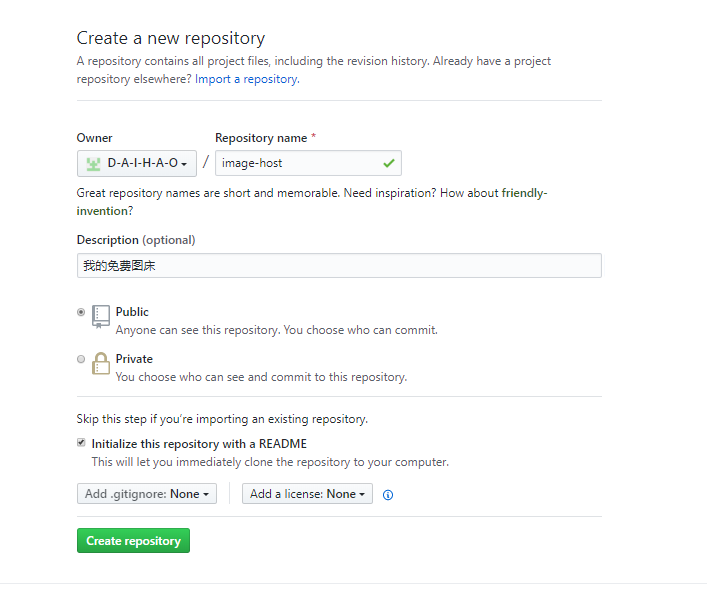 Create a new repository
A repository contains all project files, including the revision history. Already have a project
repository elsewhere? Import a repository.
Owner
Repository name *
D-A-I-H-A-O / image-host
Great repository names are short and memorable. Need inspiration? How about friendly-
invention?
Description (optional)
我的免费图床
Public
Anyone can see this repository. You choose who can commit.
Private
You choose who can see and commit to this repository.
Skip this step if you're importing an existing repository.
Initialize this repository with a README
This will let you immediately clone the repository to your computer.
Add .gitignore: None
Add a license: None
Create repository